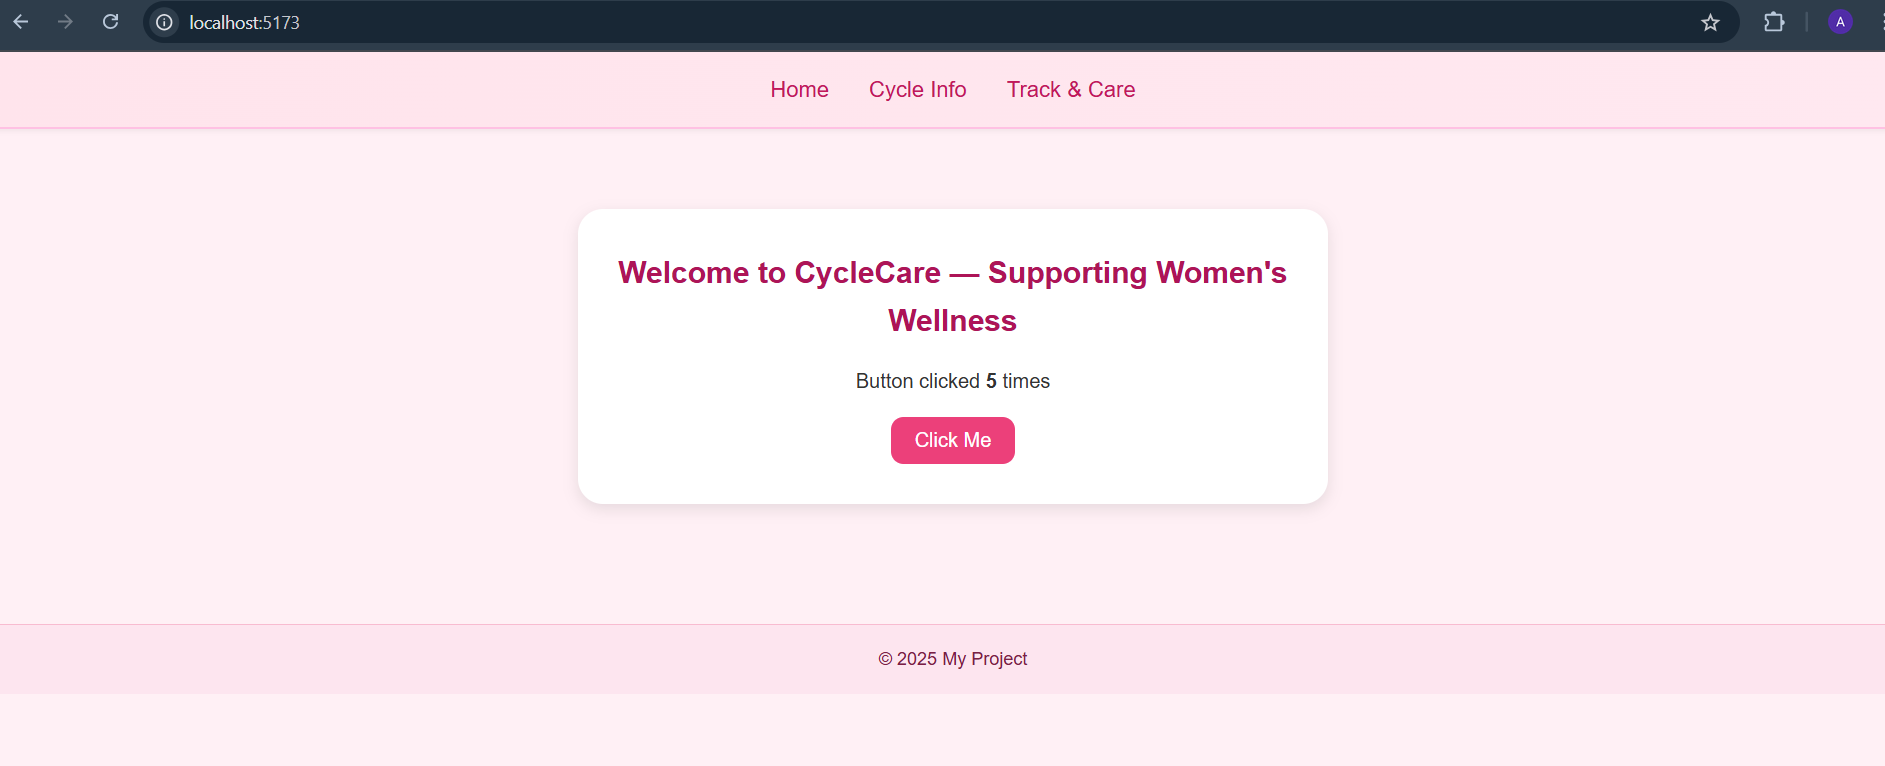 localhost:5173
A
Home Cycle Info Track & Care
Welcome to CycleCare — Supporting Women's
Wellness
Button clicked 5 times
Click Me
© 2025 My Project